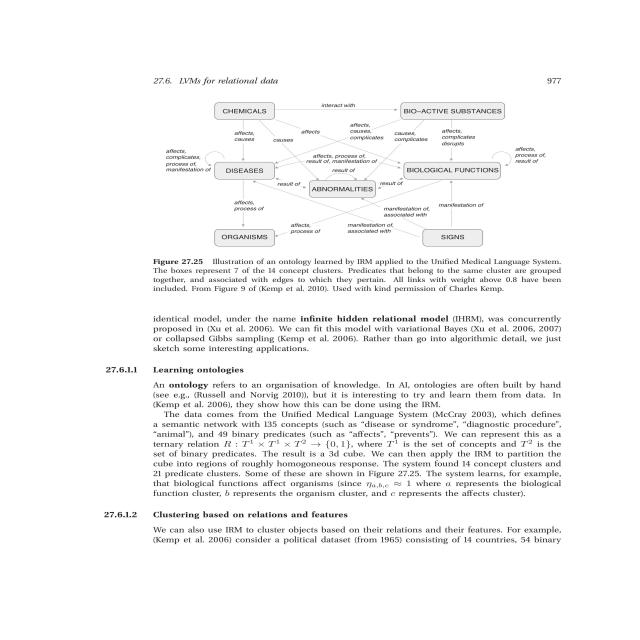 27.6. LVMs for relational data 977
CHEMICALS
interact with
BIO-ACTIVE SUBSTANCES
affects,
causes
causes
affects
affects,
causes,
complicates
causes,
complicates
affects,
complicates
disrupts
affects,
complicates,
process of,
manifestation of
DISEASES
affects, process of,
result of, manifestation of
result of
BIOLOGICAL FUNCTIONS
affects,
process of,
result of
result of
ABNORMALITIES
result of
affects,
process of
manifestation of,
associated with
manifestation of
affects,
process of
manifestation of,
associated with
ORGANISMS
SIGNS
Figure 27.25 Illustration of an ontology learned by IRM applied to the Unified Medical Language System.
The boxes represent 7 of the 14 concept clusters. Predicates that belong to the same cluster are grouped
together, and associated with edges to which they pertain. All links with weight above 0.8 have been
included. From Figure 9 of (Kemp et al. 2010). Used with kind permission of Charles Kemp.
identical model, under the name infinite hidden relational model (IHRM), was concurrently
proposed in (Xu et al. 2006). We can fit this model with variational Bayes (Xu et al. 2006, 2007)
or collapsed Gibbs sampling (Kemp et al. 2006). Rather than go into algorithmic detail, we just
sketch some interesting applications.
27.6.1.1 Learning ontologies
An ontology refers to an organisation of knowledge. In AI, ontologies are often built by hand
(see e.g., (Russell and Norvig 2010)), but it is interesting to try and learn them from data. In
(Kemp et al. 2006), they show how this can be done using the IRM.
The data comes from the Unified Medical Language System (McCray 2003), which defines
a semantic network with 135 concepts (such as “disease or syndrome”, “diagnostic procedure”,
“animal”), and 49 binary predicates (such as “affects”, “prevents”). We can represent this as a
ternary relation R : T¹ × T¹ × T² → {0, 1}, where T¹ is the set of concepts and T² is the
set of binary predicates. The result is a 3d cube. We can then apply the IRM to partition the
cube into regions of roughly homogeneous response. The system found 14 concept clusters and
21 predicate clusters. Some of these are shown in Figure 27.25. The system learns, for example,
that biological functions affect organisms (since ηa,b,c ≈ 1 where a represents the biological
function cluster, b represents the organism cluster, and c represents the affects cluster).
27.6.1.2 Clustering based on relations and features
We can also use IRM to cluster objects based on their relations and their features. For example,
(Kemp et al. 2006) consider a political dataset (from 1965) consisting of 14 countries, 54 binary